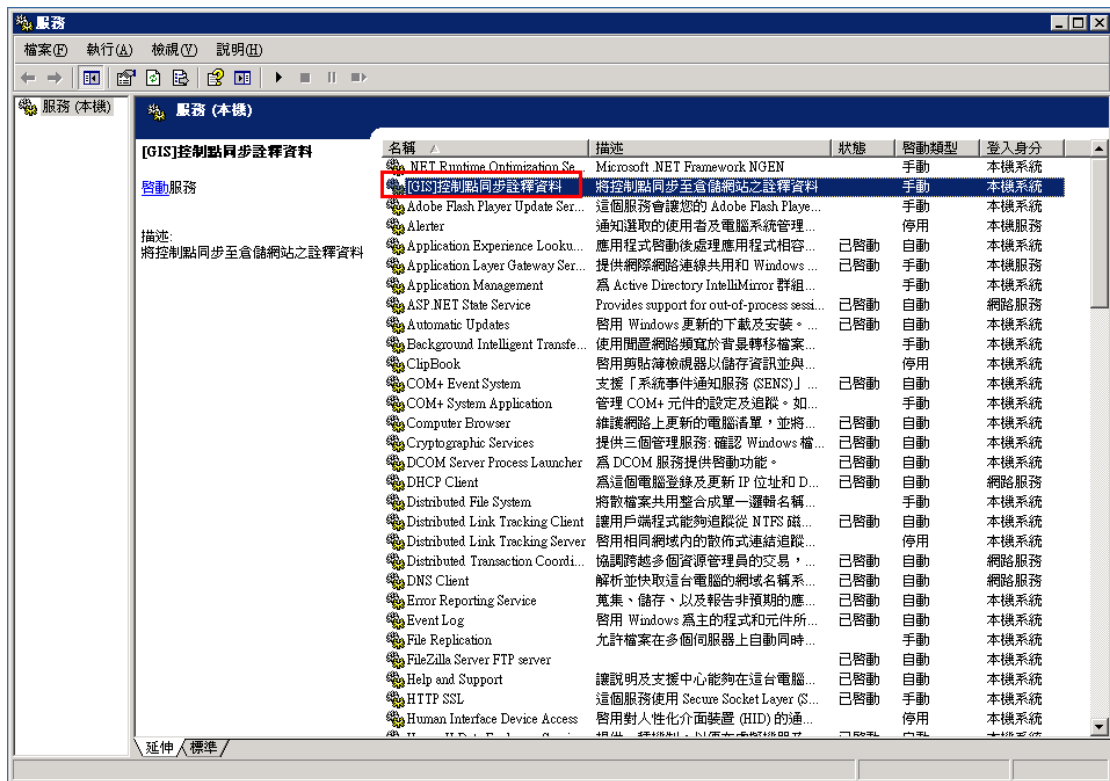 服務
檔案(F) 執行(A) 檢視(V) 說明(H)
服務 (本機)
服務 (本機)
[GIS]控制點同步詮釋資料
啓動服務
描述:
將控制點同步至倉儲網站之詮釋資料
名稱 描述 狀態 啓動類型 登入身分
.NET Runtime Optimization Se... Microsoft .NET Framework NGEN 手動 本機系統
[GIS]控制點同步詮釋資料 將控制點同步至倉儲網站之詮釋資料 手動 本機系統
Adobe Flash Player Update Ser... 這個服務會讓您的 Adobe Flash Playe... 手動 本機系統
Alerter 通知選取的使用者及電腦系統管理... 停用 本機服務
Application Experience Looku... 應用程式啓動後處理應用程式相容... 已啓動 自動 本機系統
Application Layer Gateway Ser... 提供網際網路連線共用和 Windows ... 已啓動 手動 本機服務
Application Management 爲 Active Directory IntelliMirror 群組... 手動 本機系統
ASP.NET State Service Provides support for out-of-process sessi... 已啓動 自動 網路服務
Automatic Updates 啓用 Windows 更新的下載及安裝。... 已啓動 自動 本機系統
Background Intelligent Transfe... 使用閒置網路頻寬於背景轉移檔案... 手動 本機系統
ClipBook 啓用剪貼簿檢視器以儲存資訊並與... 停用 本機系統
COM+ Event System 支援「系統事件通知服務 (SENS)」... 已啓動 自動 本機系統
COM+ System Application 管理 COM+ 元件的設定及追蹤。如... 手動 本機系統
Computer Browser 維護網路上更新的電腦清單，並將... 已啓動 自動 本機系統
Cryptographic Services 提供三個管理服務: 確認 Windows 檔... 已啓動 自動 本機系統
DCOM Server Process Launcher 爲 DCOM 服務提供啓動功能。 已啓動 自動 本機系統
DHCP Client 爲這個電腦登錄及更新 IP 位址和 D... 已啓動 自動 網路服務
Distributed File System 將散檔案共用整合成單一邏輯名稱... 手動 本機系統
Distributed Link Tracking Client 讓用戶端程式能夠追蹤從 NTFS 磁... 已啓動 自動 本機系統
Distributed Link Tracking Server 啓用相同網域內的散佈式連結追蹤... 停用 本機系統
Distributed Transaction Coordi... 協調跨越多個資源管理員的交易，... 已啓動 自動 網路服務
DNS Client 解析並快取這台電腦的網域名稱系... 已啓動 自動 網路服務
Error Reporting Service 蒐集、儲存、以及報告非預期的應... 已啓動 自動 本機系統
Event Log 啓用 Windows 爲主的程式和元件所... 已啓動 自動 本機系統
File Replication 允許檔案在多個伺服器上自動同時... 手動 本機系統
FileZilla Server FTP server 已啓動 自動 本機系統
Help and Support 讓說明及支援中心能夠在這台電腦... 已啓動 自動 本機系統
HTTP SSL 這個服務使用 Secure Socket Layer (S... 已啓動 手動 本機系統
Human Interface Device Access 啓用對人性化介面裝置 (HID) 的通... 停用 本機系統
延伸 標準